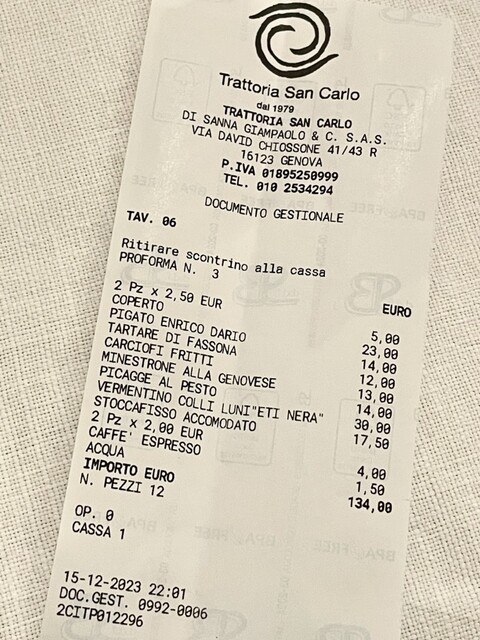 Trattoria San Carlo
dal 1979
TRATTORIA SAN CARLO
DI SANNA GIAMPAOLO & C. S.A.S.
VIA DAVID CHIOSSONE 41/43 R
16123 GENOVA
P.IVA 01895250999
TEL. 010 2534294
DOCUMENTO GESTIONALE
TAV. 06
Ritirare scontrino alla cassa
PROFORMA N. 3
EURO
2 Pz x 2,50 EUR
COPERTO 5,00
PIGATO ENRICO DARIO 23,00
TARTARE DI FASSONA 14,00
CARCIOFI FRITTI 12,00
MINESTRONE ALLA GENOVESE 13,00
PICAGGE AL PESTO 14,00
VERMENTINO COLLI LUNI"ETI NERA" 30,00
STOCCAFISSO ACCOMODATO 17,50
2 Pz x 2,00 EUR
CAFFE' ESPRESSO 4,00
ACQUA 1,50
IMPORTO EURO 134,00
N. PEZZI 12
OP. 0
CASSA 1
15-12-2023 22:01
DOC.GEST. 0992-0006
2CITP012296